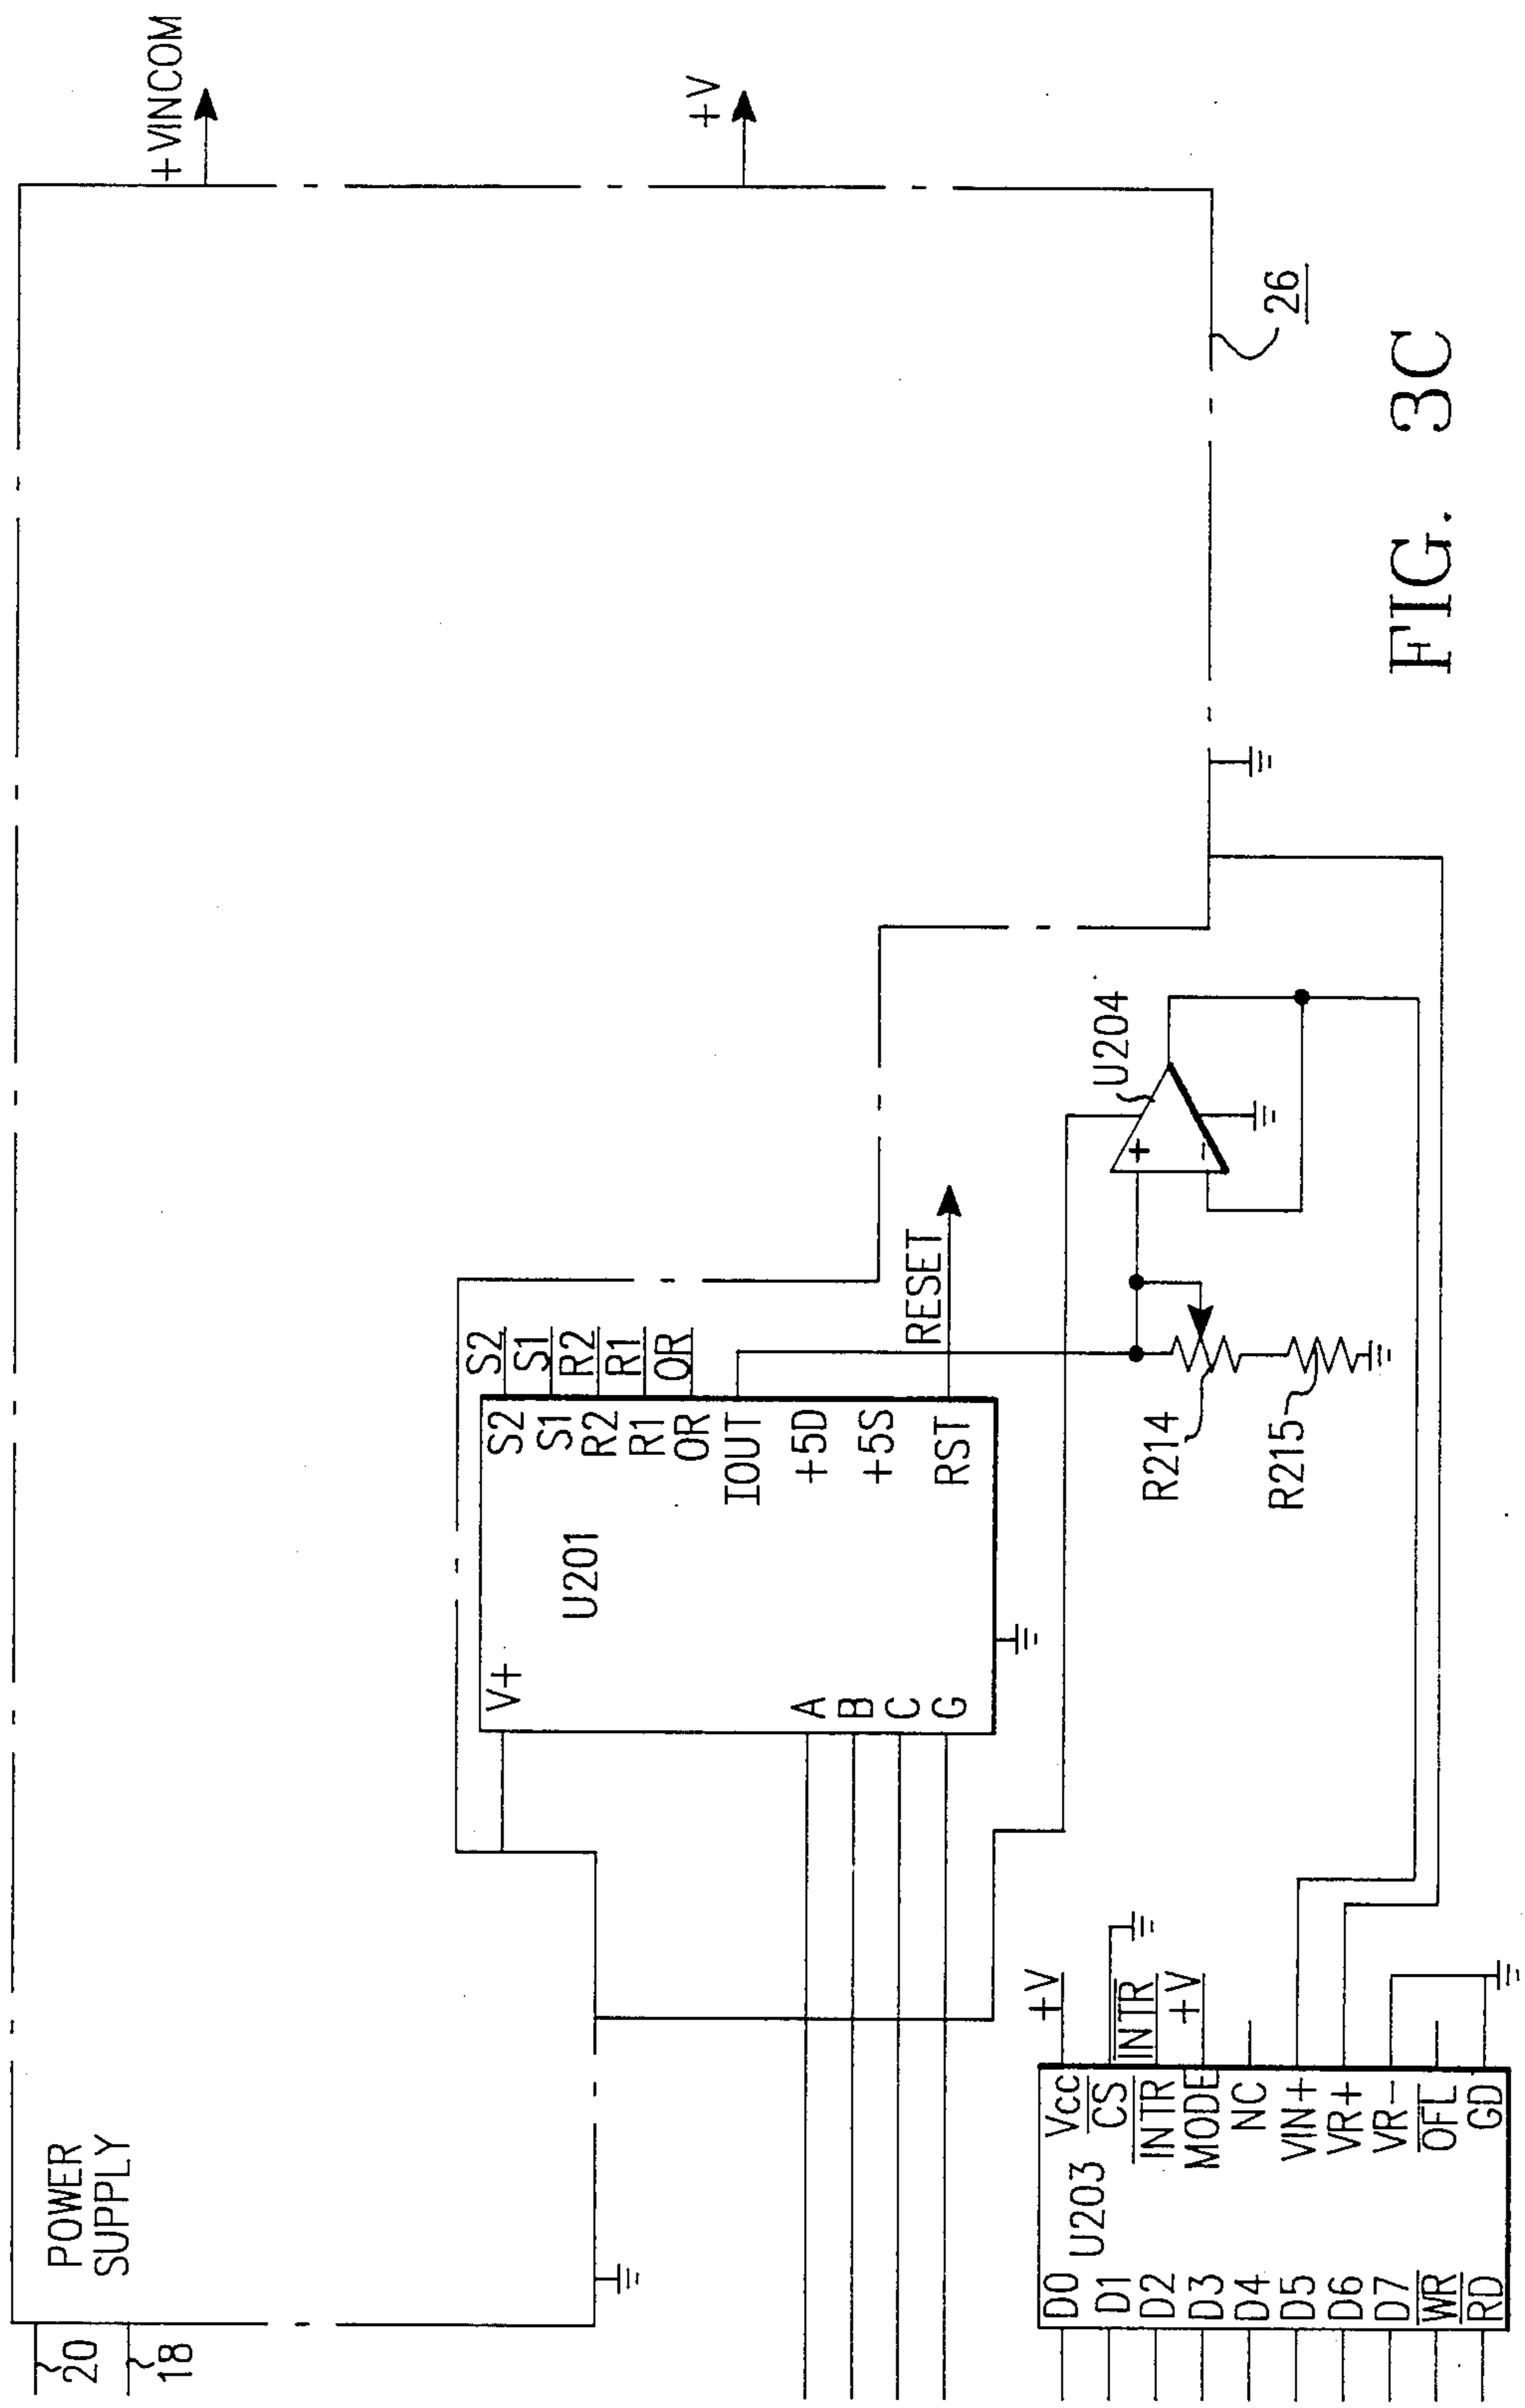 POWER
SUPPLY
20
18
+VINCOM
+V
26
V+
A
B
C
G
U201
S2
S1
R2
R1
OR
IOUT
+5D
+5S
RST
S2
S1
R2
R1
OR
RESET
U204
+
−
R214
R215
U203
D0
D1
D2
D3
D4
D5
D6
D7
WR
RD
Vcc
CS
INTR
MODE
NC
VIN+
VR+
VR−
OFL
GD
+V
INTR
+V
FIG. 3C